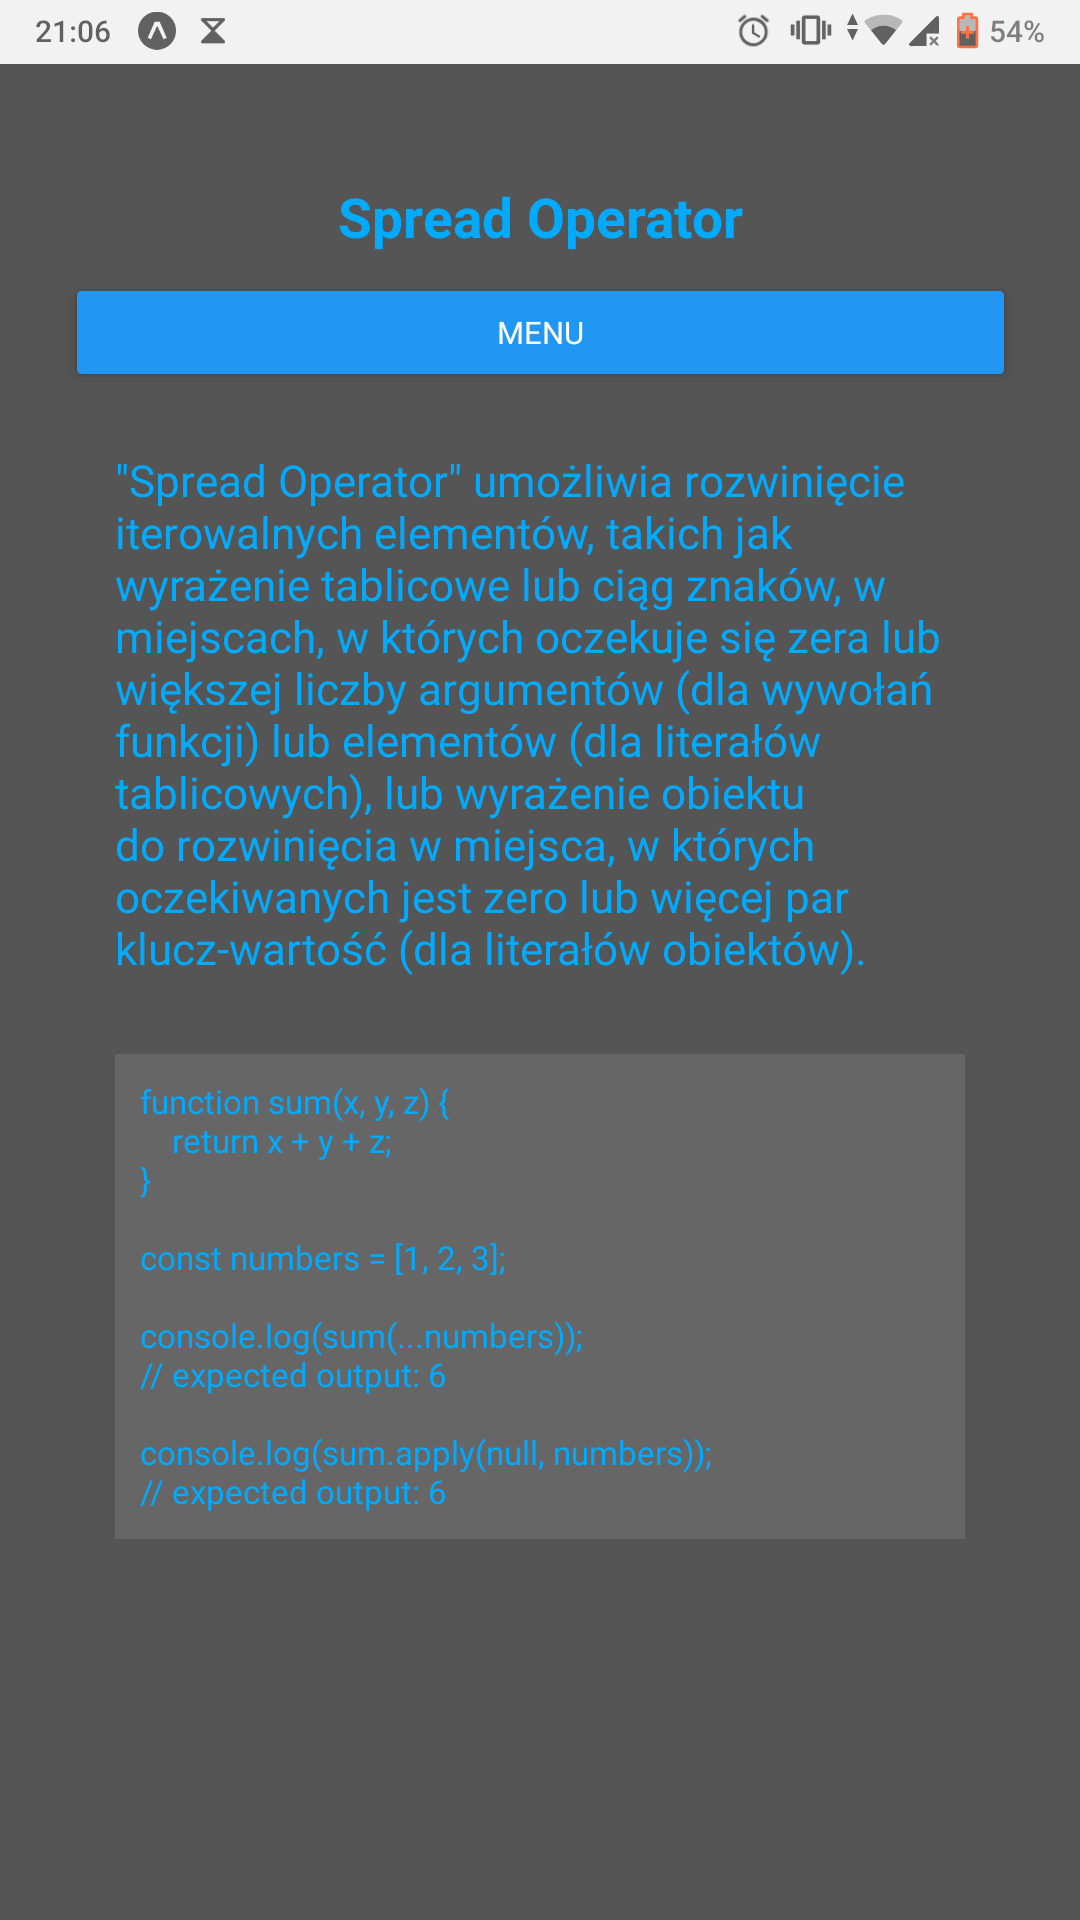 21:06
54%
Spread Operator
MENU
"Spread Operator" umożliwia rozwinięcie
iterowalnych elementów, takich jak
wyrażenie tablicowe lub ciąg znaków, w
miejscach, w których oczekuje się zera lub
większej liczby argumentów (dla wywołań
funkcji) lub elementów (dla literałów
tablicowych), lub wyrażenie obiektu
do rozwinięcia w miejsca, w których
oczekiwanych jest zero lub więcej par
klucz-wartość (dla literałów obiektów).
function sum(x, y, z) {
    return x + y + z;
}
const numbers = [1, 2, 3];
console.log(sum(...numbers));
// expected output: 6
console.log(sum.apply(null, numbers));
// expected output: 6